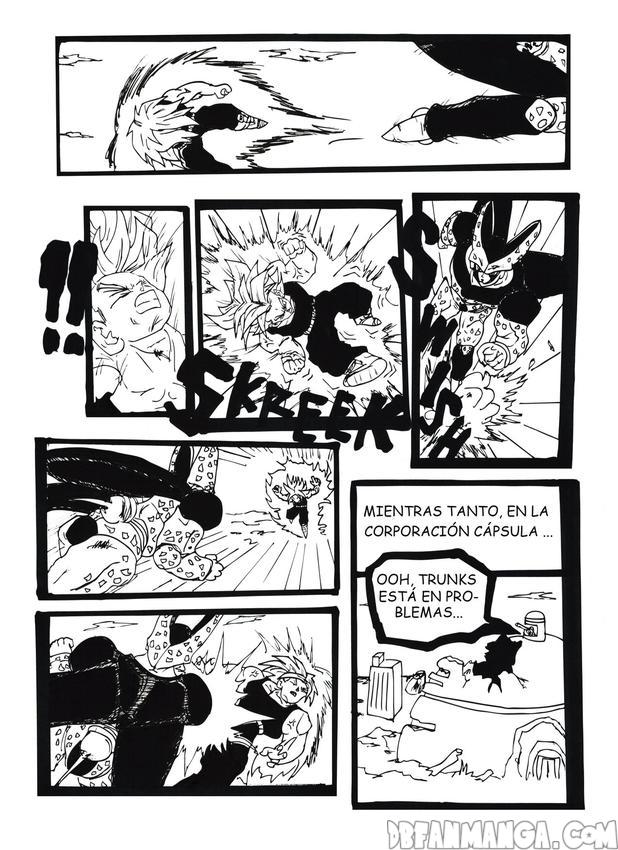 !!
SKREEK
SWISH
MIENTRAS TANTO, EN LA
CORPORACIÓN CÁPSULA ...
OOH, TRUNKS
ESTÁ EN PRO-
BLEMAS...
DBFANMANGA.COM